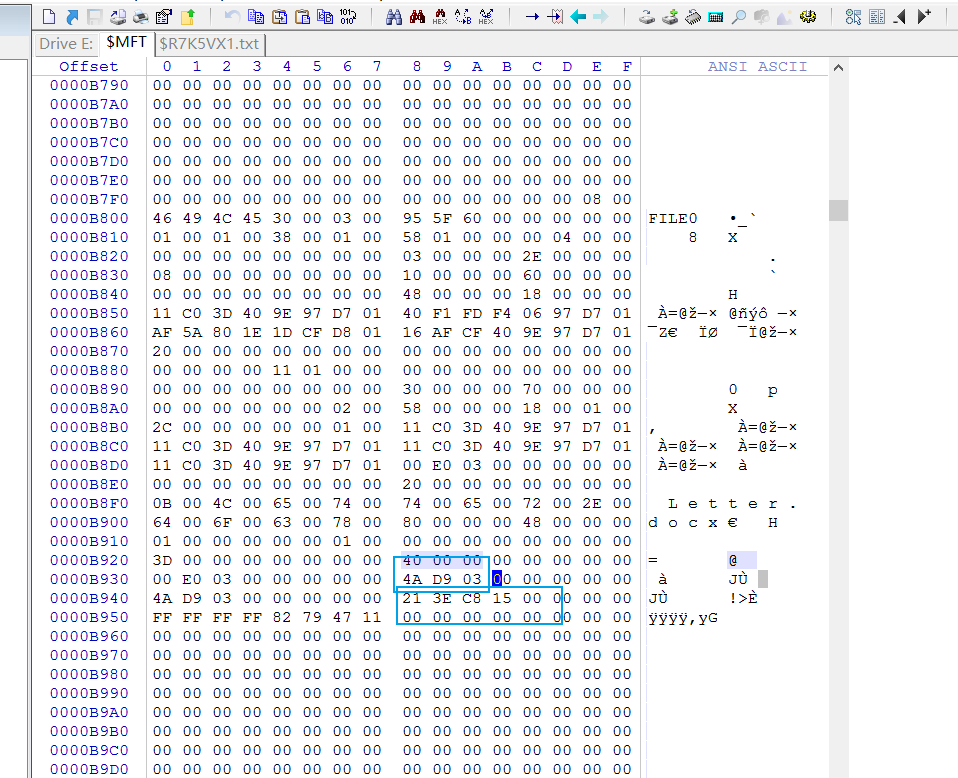 Drive E: $MFT $R7K5VX1.txt
Offset 0 1 2 3 4 5 6 7 8 9 A B C D E F ANSI ASCII
0000B790 00 00 00 00 00 00 00 00 00 00 00 00 00 00 00 00
0000B7A0 00 00 00 00 00 00 00 00 00 00 00 00 00 00 00 00
0000B7B0 00 00 00 00 00 00 00 00 00 00 00 00 00 00 00 00
0000B7C0 00 00 00 00 00 00 00 00 00 00 00 00 00 00 00 00
0000B7D0 00 00 00 00 00 00 00 00 00 00 00 00 00 00 00 00
0000B7E0 00 00 00 00 00 00 00 00 00 00 00 00 00 00 00 00
0000B7F0 00 00 00 00 00 00 00 00 00 00 00 00 00 00 08 00
0000B800 46 49 4C 45 30 00 03 00 95 5F 60 00 00 00 00 00 FILE0 •_`
0000B810 01 00 01 00 38 00 01 00 58 01 00 00 00 04 00 00 8 X
0000B820 00 00 00 00 00 00 00 00 03 00 00 00 2E 00 00 00 .
0000B830 08 00 00 00 00 00 00 00 10 00 00 00 60 00 00 00 `
0000B840 00 00 00 00 00 00 00 00 48 00 00 00 18 00 00 00 H
0000B850 11 C0 3D 40 9E 97 D7 01 40 F1 FD F4 06 97 D7 01 À=@ž—× @ñýô —×
0000B860 AF 5A 80 1E 1D CF D8 01 16 AF CF 40 9E 97 D7 01 ¯Z€ ÏØ ¯Ï@ž—×
0000B870 20 00 00 00 00 00 00 00 00 00 00 00 00 00 00 00
0000B880 00 00 00 00 11 01 00 00 00 00 00 00 00 00 00 00
0000B890 00 00 00 00 00 00 00 00 30 00 00 00 70 00 00 00 0 p
0000B8A0 00 00 00 00 00 00 02 00 58 00 00 00 18 00 01 00 X
0000B8B0 2C 00 00 00 00 00 01 00 11 C0 3D 40 9E 97 D7 01 , À=@ž—×
0000B8C0 11 C0 3D 40 9E 97 D7 01 11 C0 3D 40 9E 97 D7 01 À=@ž—× À=@ž—×
0000B8D0 11 C0 3D 40 9E 97 D7 01 00 E0 03 00 00 00 00 00 À=@ž—× à
0000B8E0 00 00 00 00 00 00 00 00 20 00 00 00 00 00 00 00
0000B8F0 0B 00 4C 00 65 00 74 00 74 00 65 00 72 00 2E 00 L e t t e r .
0000B900 64 00 6F 00 63 00 78 00 80 00 00 00 48 00 00 00 d o c x € H
0000B910 01 00 00 00 00 00 01 00 00 00 00 00 00 00 00 00
0000B920 3D 00 00 00 00 00 00 00 40 00 00 00 00 00 00 00 = @
0000B930 00 E0 03 00 00 00 00 00 4A D9 03 00 00 00 00 00 à JÙ
0000B940 4A D9 03 00 00 00 00 00 21 3E C8 15 00 00 00 00 JÙ !>È
0000B950 FF FF FF FF 82 79 47 11 00 00 00 00 00 00 00 00 ÿÿÿÿ‚yG
0000B960 00 00 00 00 00 00 00 00 00 00 00 00 00 00 00 00
0000B970 00 00 00 00 00 00 00 00 00 00 00 00 00 00 00 00
0000B980 00 00 00 00 00 00 00 00 00 00 00 00 00 00 00 00
0000B990 00 00 00 00 00 00 00 00 00 00 00 00 00 00 00 00
0000B9A0 00 00 00 00 00 00 00 00 00 00 00 00 00 00 00 00
0000B9B0 00 00 00 00 00 00 00 00 00 00 00 00 00 00 00 00
0000B9C0 00 00 00 00 00 00 00 00 00 00 00 00 00 00 00 00
0000B9D0 00 00 00 00 00 00 00 00 00 00 00 00 00 00 00 00